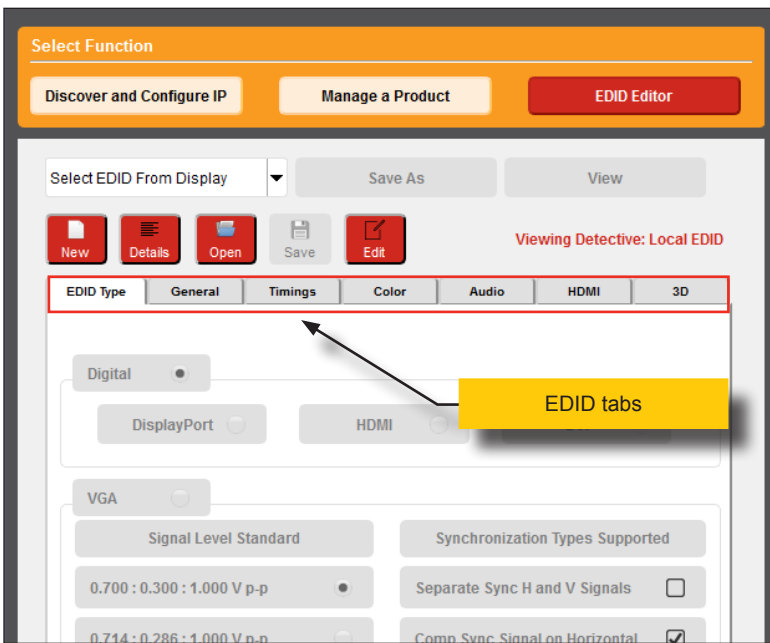 Select Function
Discover and Configure IP Manage a Product EDID Editor
Select EDID From Display Save As View
New Details Open Save Edit Viewing Detective: Local EDID
EDID Type General Timings Color Audio HDMI 3D
Digital
EDID tabs
DisplayPort HDMI
VGA
Signal Level Standard Synchronization Types Supported
0.700 : 0.300 : 1.000 V p-p Separate Sync H and V Signals
0.714 : 0.286 : 1.000 V p-p Comp Sync Signal on Horizontal